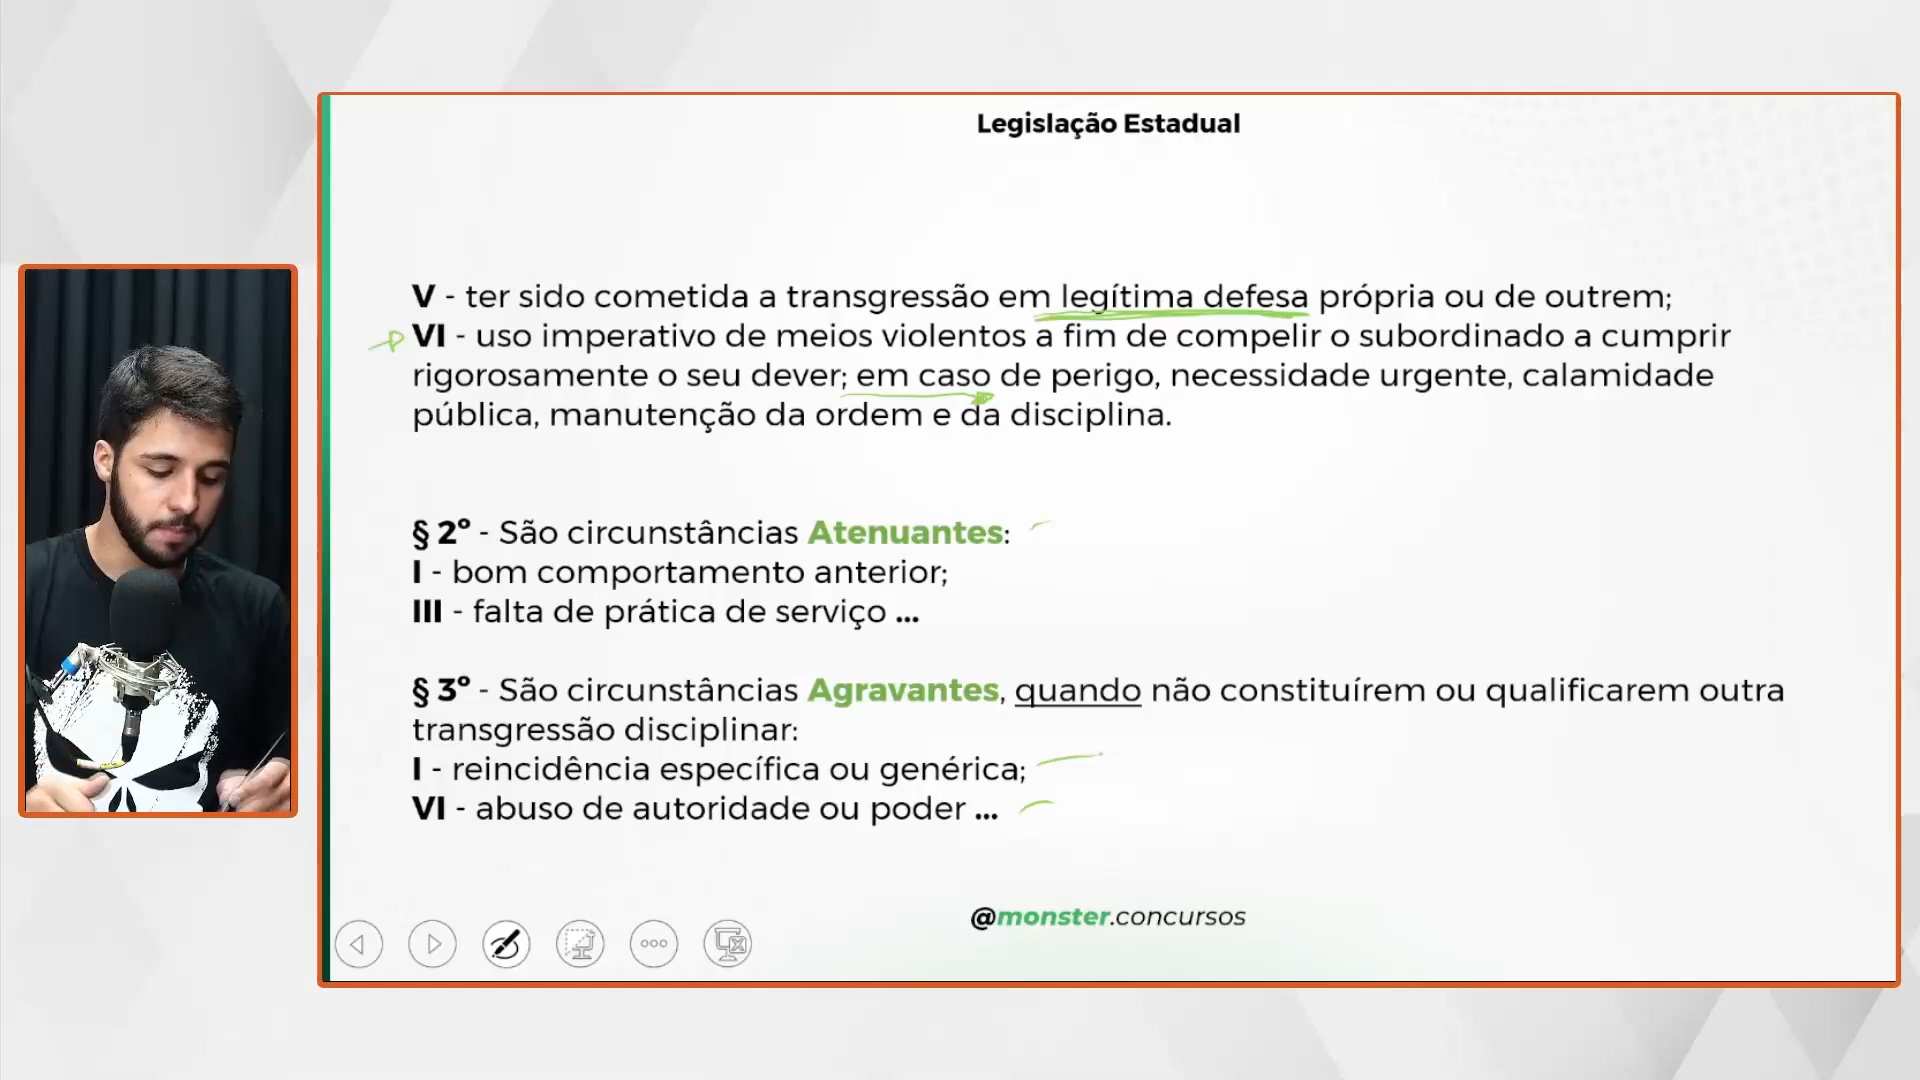 Legislação Estadual
V - ter sido cometida a transgressão em legítima defesa própria ou de outrem;
VI - uso imperativo de meios violentos a fim de compelir o subordinado a cumprir
rigorosamente o seu dever; em caso de perigo, necessidade urgente, calamidade
pública, manutenção da ordem e da disciplina.
§ 2º - São circunstâncias Atenuantes:
I - bom comportamento anterior;
III - falta de prática de serviço ...
§ 3º - São circunstâncias Agravantes, quando não constituírem ou qualificarem outra
transgressão disciplinar:
I - reincidência específica ou genérica;
VI - abuso de autoridade ou poder ...
@monster.concursos